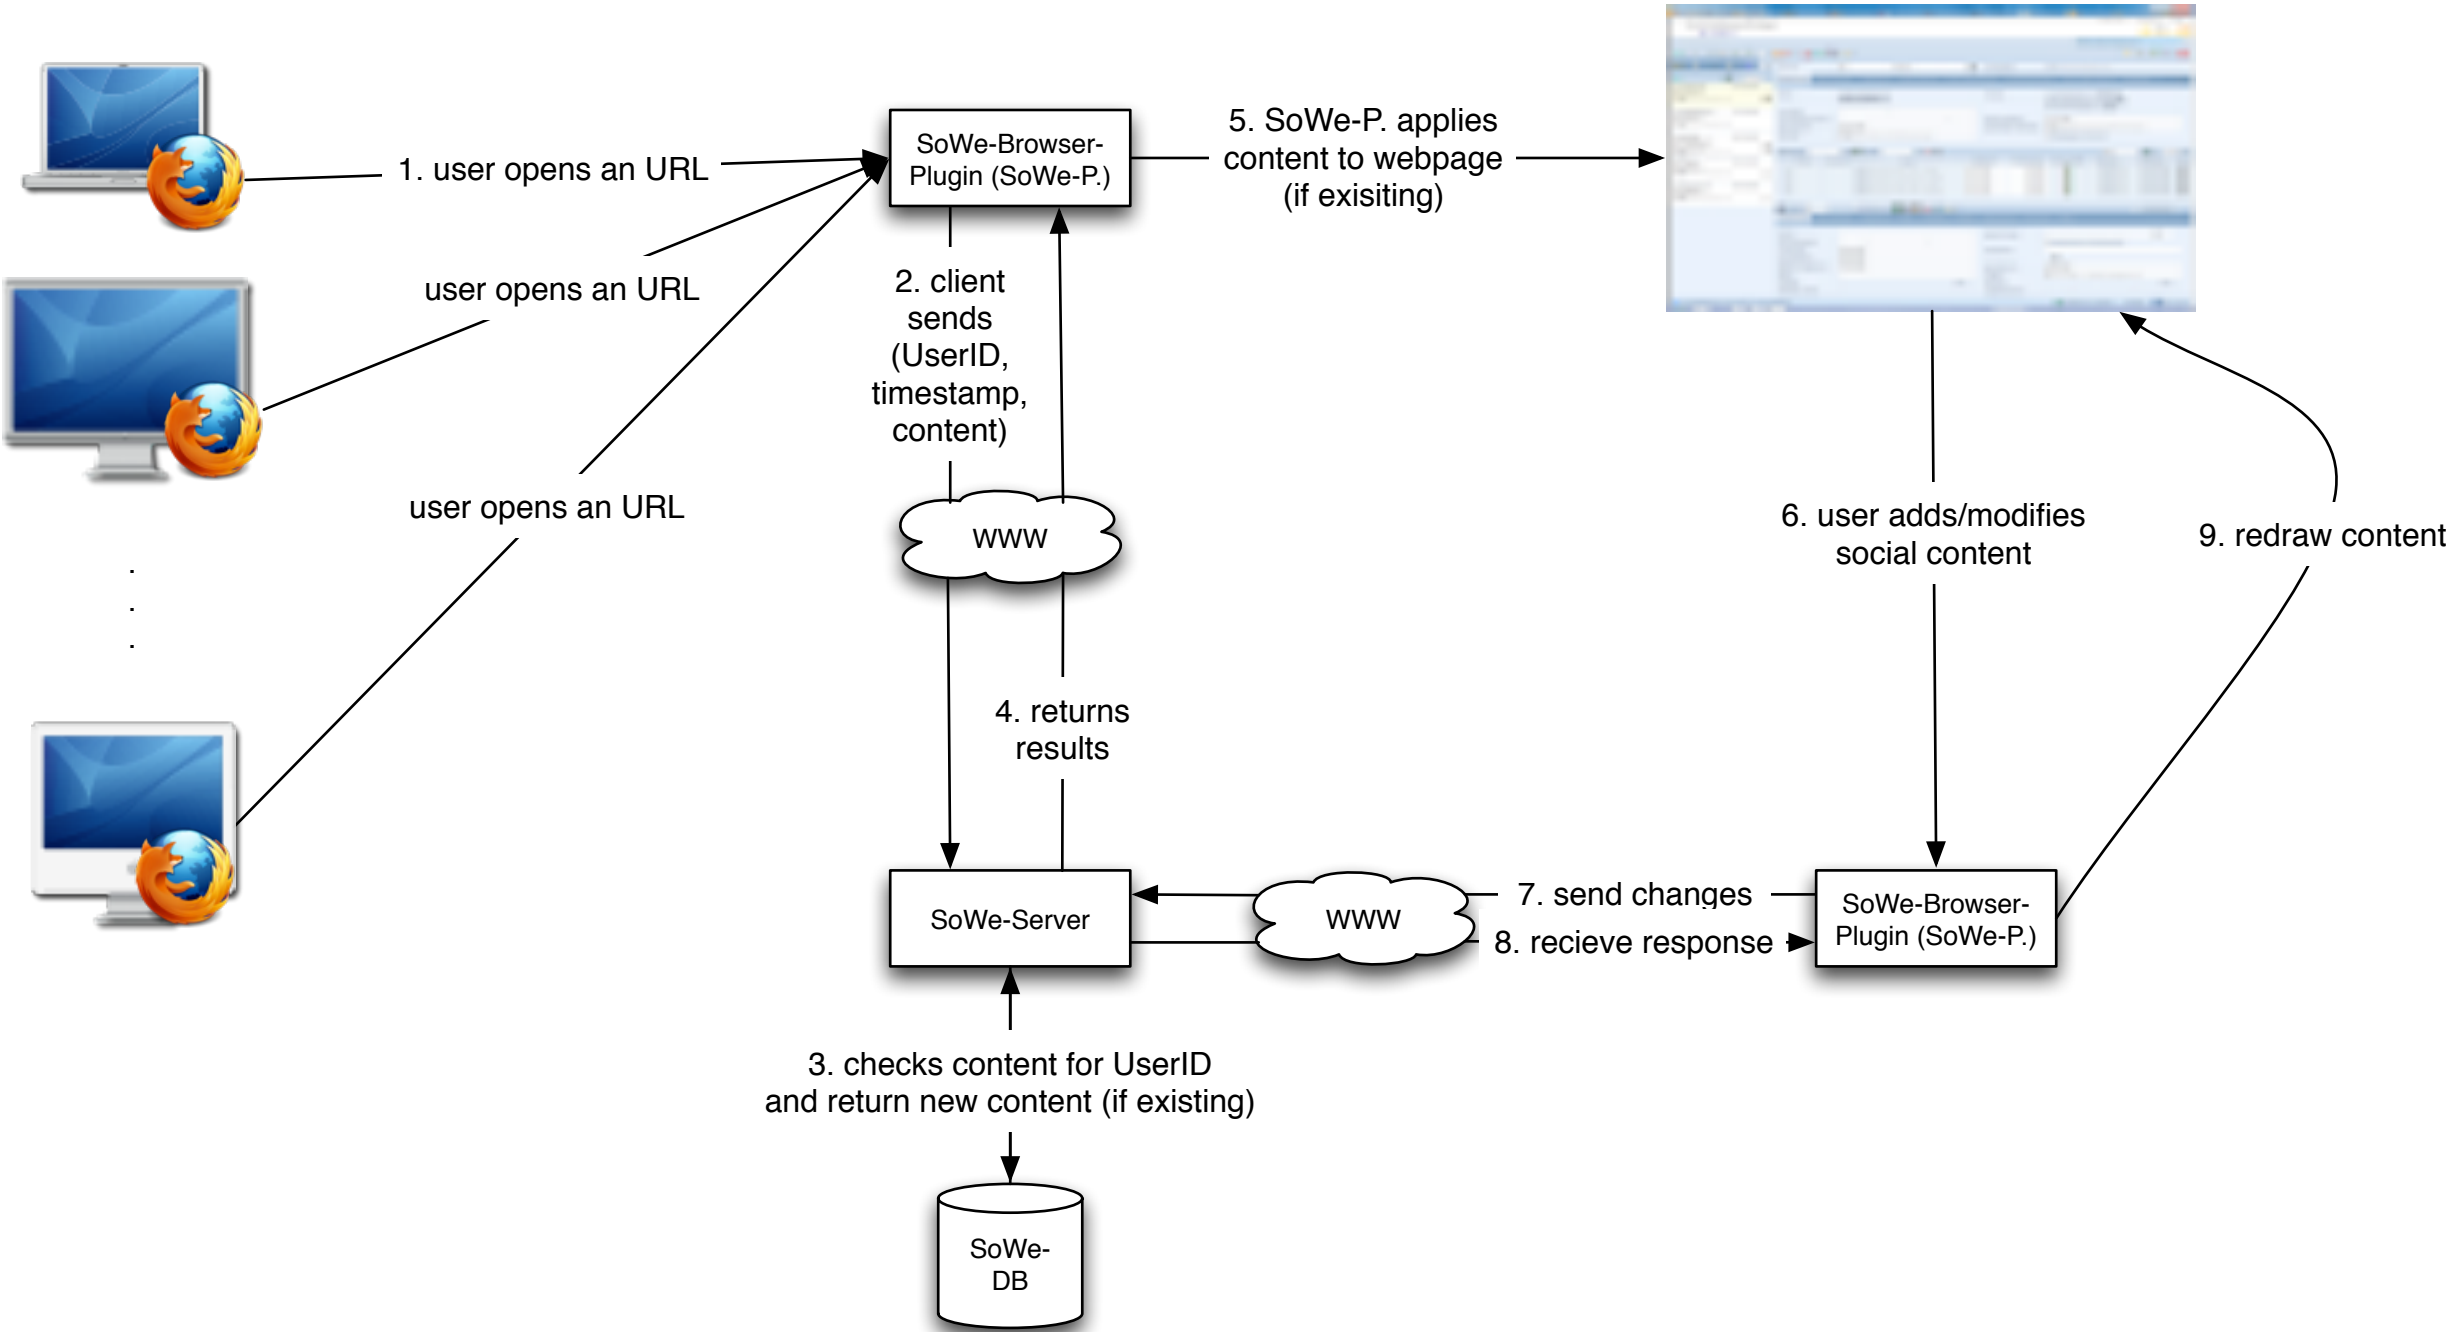 1. user opens an URL
user opens an URL
user opens an URL
.
.
.
SoWe-Browser-
Plugin (SoWe-P.)
2. client
sends
(UserID,
timestamp,
content)
WWW
4. returns
results
SoWe-Server
3. checks content for UserID
and return new content (if existing)
SoWe-
DB
5. SoWe-P. applies
content to webpage
(if exisiting)
6. user adds/modifies
social content
9. redraw content
WWW
7. send changes
8. recieve response
SoWe-Browser-
Plugin (SoWe-P.)